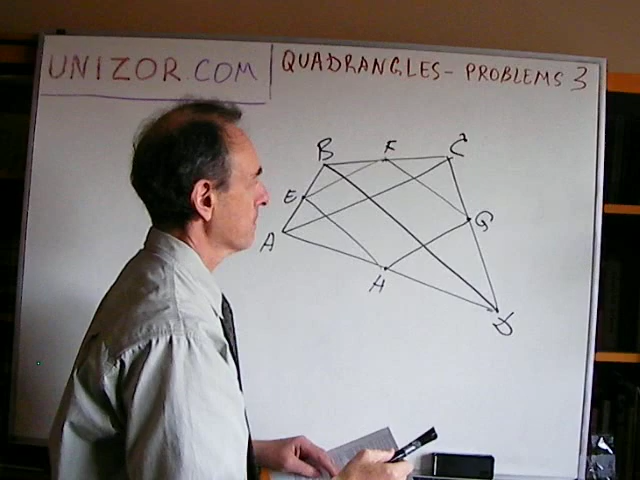 UNIZOR.COM
QUADRANGLES - PROBLEMS 3
B F C
E G
A
H
D